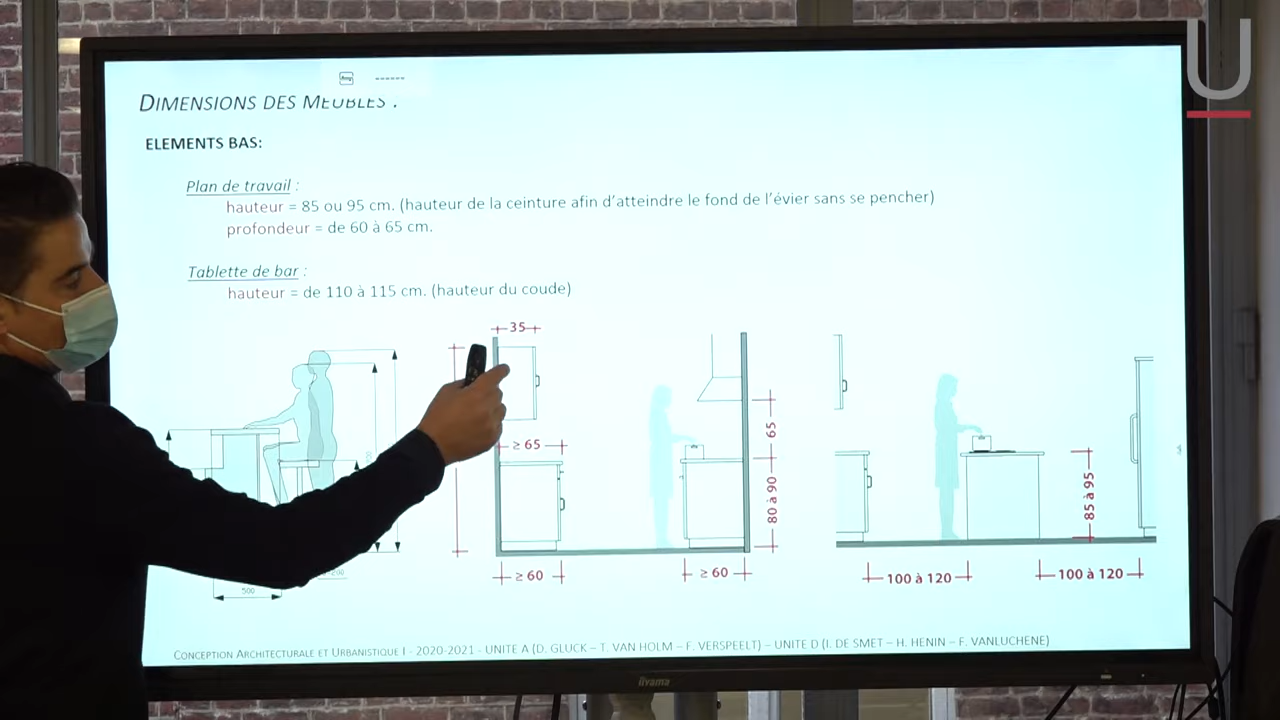 U
DIMENSIONS DES MEUBLES :
ELEMENTS BAS:
Plan de travail :
hauteur = 85 ou 95 cm. (hauteur de la ceinture afin d'atteindre le fond de l'évier sans se pencher)
profondeur = de 60 à 65 cm.
Tablette de bar :
hauteur = de 110 à 115 cm. (hauteur du coude)
35
≥ 65
65
80 à 90
85 à 95
≥ 60
≥ 60
100 à 120
100 à 120
500
CONCEPTION ARCHITECTURALE ET URBANISTIQUE I - 2020-2021 - UNITE A (D. GLUCK – T. VAN HOLM – F. VERSPEELT) – UNITE D (I. DE SMET – H. HENIN – F. VANLUCHENE)
iiyama